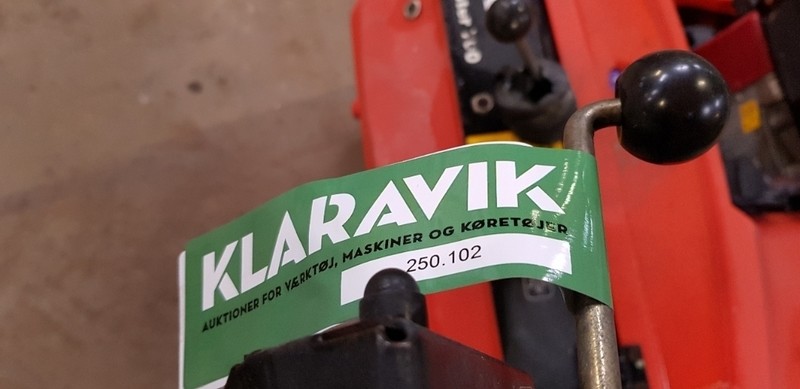 KLARAVIK
AUKTIONER FOR VÆRKTØJ, MASKINER OG KØRETØJER
250.102